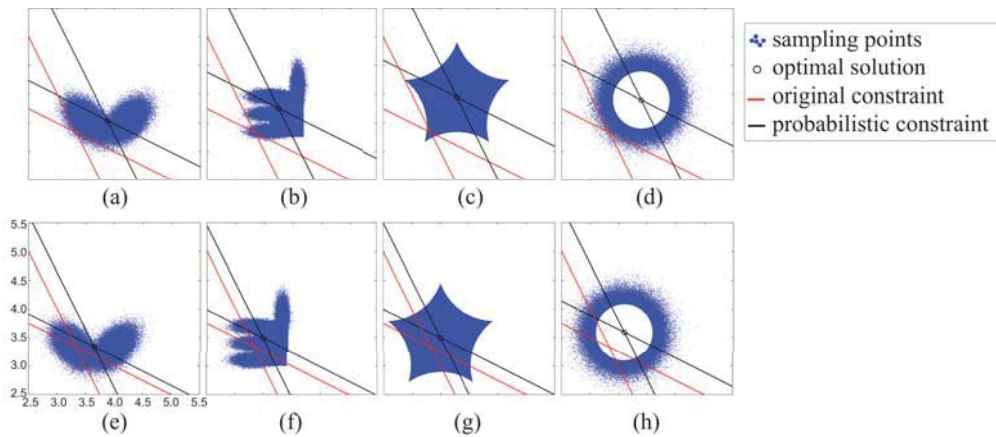 sampling points
optimal solution
original constraint
probabilistic constraint
(a) (b) (c) (d)
5.5
5.0
4.5
4.0
3.5
3.0
2.5
2.5 3.0 3.5 4.0 4.5 5.0 5.5
(e) (f) (g) (h)